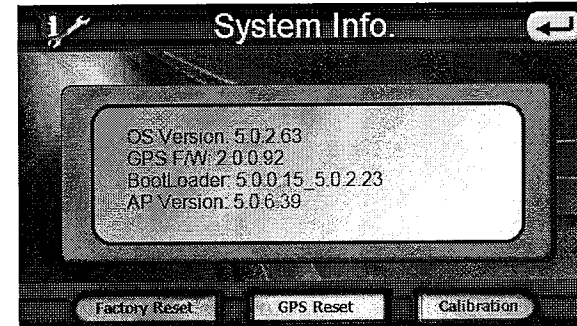 System Info.
OS Version: 5.0.2.63
GPS F/W: 2.0.0.92
BootLoader: 5.0.0.15_5.0.2.23
AP Version: 5.0.6.39
Factory Reset
GPS Reset
Calibration